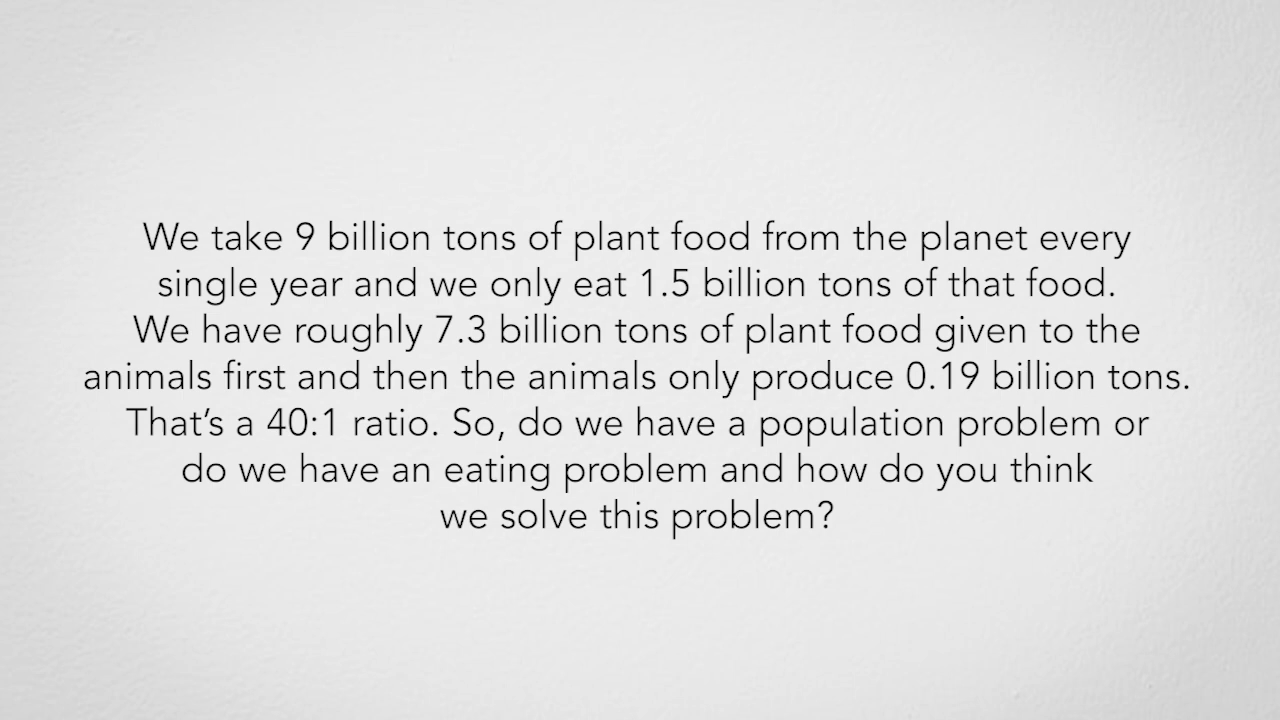 We take 9 billion tons of plant food from the planet every
single year and we only eat 1.5 billion tons of that food.
We have roughly 7.3 billion tons of plant food given to the
animals first and then the animals only produce 0.19 billion tons.
That’s a 40:1 ratio. So, do we have a population problem or
do we have an eating problem and how do you think
we solve this problem?